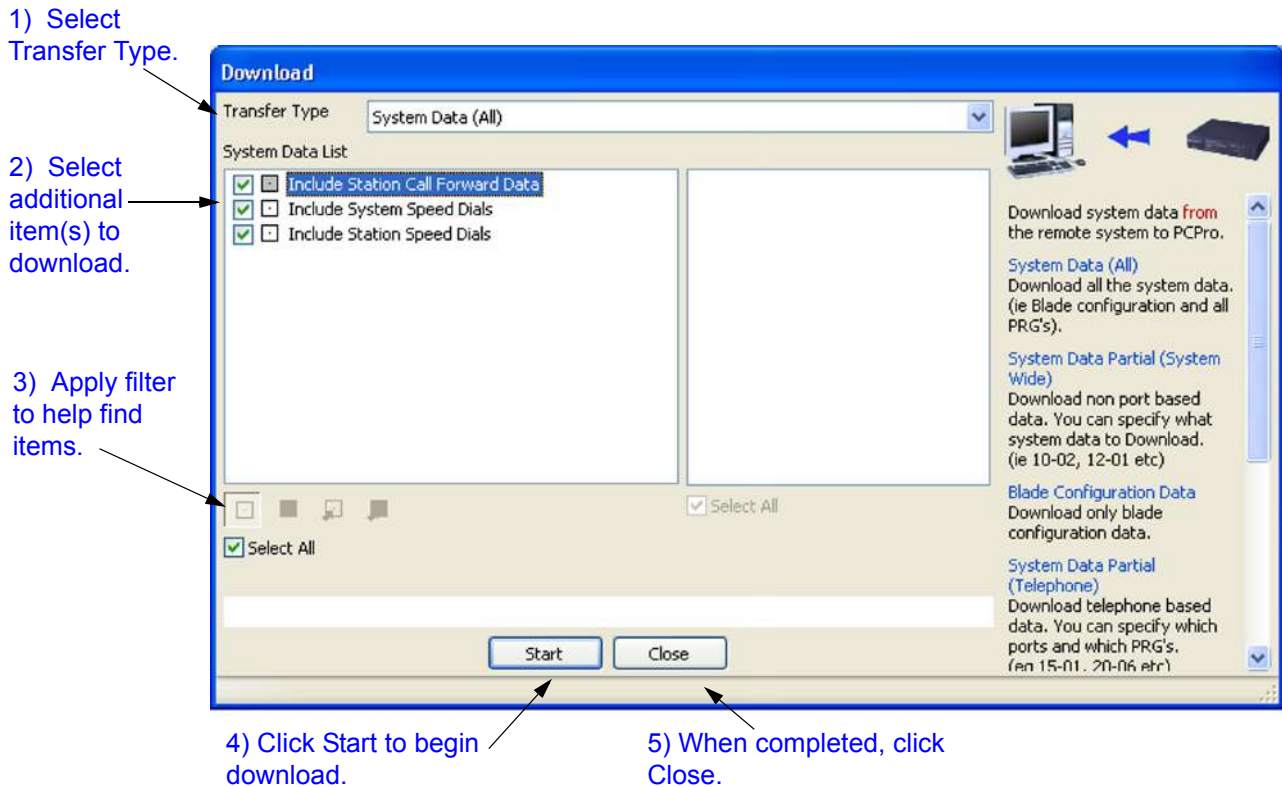 1) Select
Transfer Type.
Download
Transfer Type
System Data (All)
System Data List
2) Select
additional
item(s) to
download.
Include Station Call Forward Data
Include System Speed Dials
Include Station Speed Dials
3) Apply filter
to help find
items.
Select All
Select All
Start
Close
Download system data from
the remote system to PCPro.
System Data (All)
Download all the system data.
(ie Blade configuration and all
PRG's).
System Data Partial (System
Wide)
Download non port based
data. You can specify what
system data to Download.
(ie 10-02, 12-01 etc)
Blade Configuration Data
Download only blade
configuration data.
System Data Partial
(Telephone)
Download telephone based
data. You can specify which
ports and which PRG's.
(eg 15-01, 20-06 etc)
4) Click Start to begin
download.
5) When completed, click
Close.